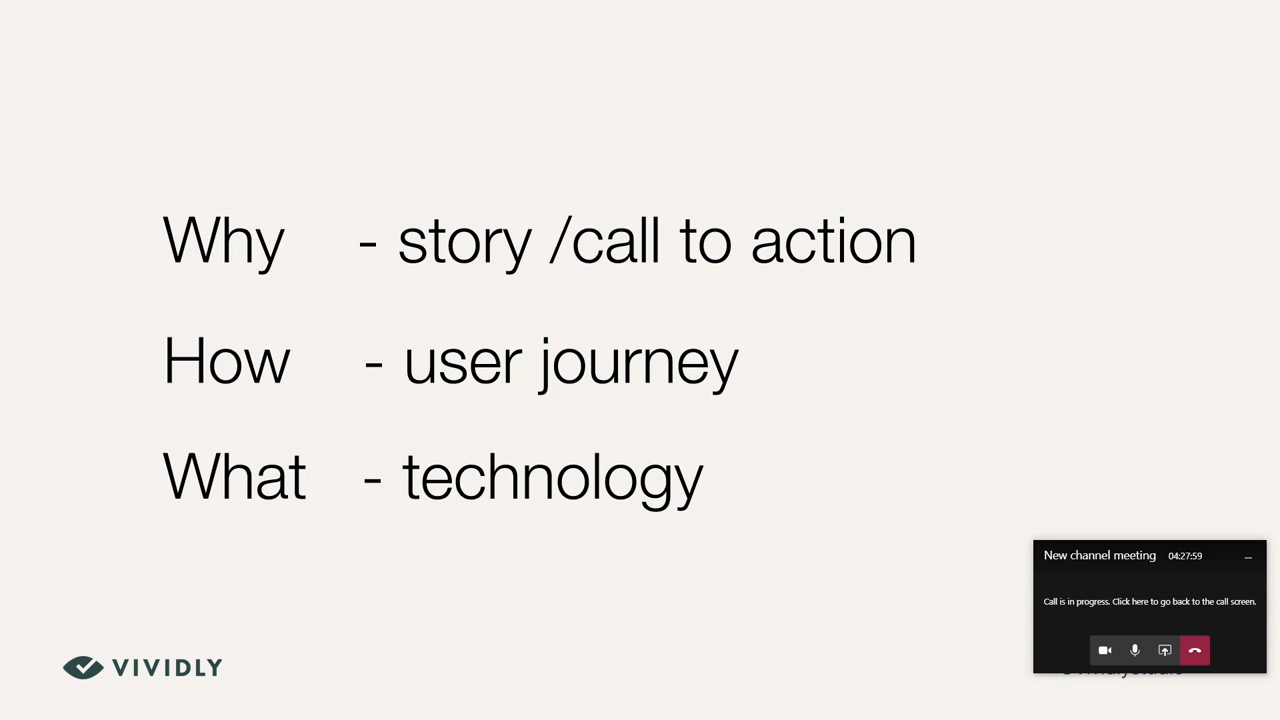 Why - story /call to action
How - user journey
What - technology
New channel meeting 04:27:59
Call is in progress. Click here to go back to the call screen.
VIVIDLY